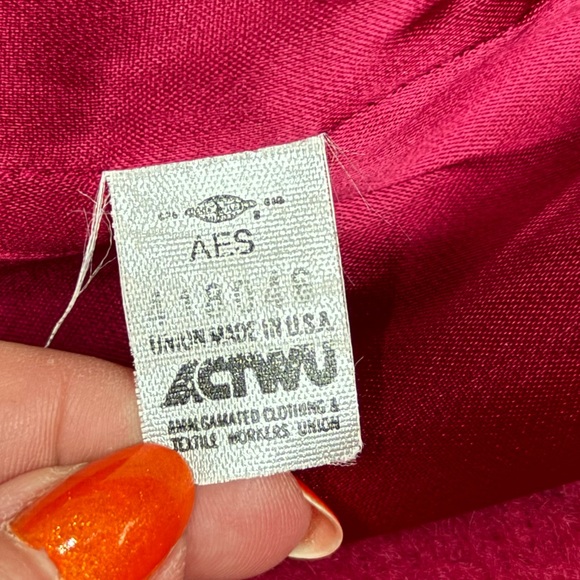 AES
UNION MADE IN U.S.A.
ACTWU
AMALGAMATED CLOTHING &
TEXTILE WORKERS UNION